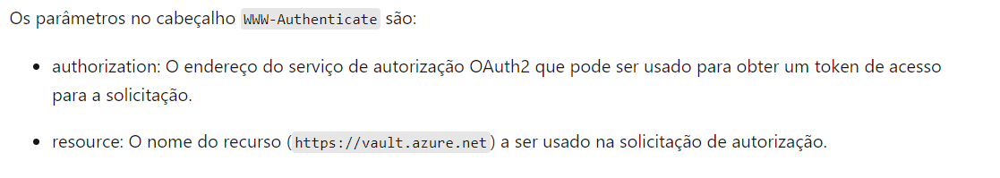 Os parâmetros no cabeçalho WWW-Authenticate são:
• authorization: O endereço do serviço de autorização OAuth2 que pode ser usado para obter um token de acesso
para a solicitação.
• resource: O nome do recurso (https://vault.azure.net) a ser usado na solicitação de autorização.